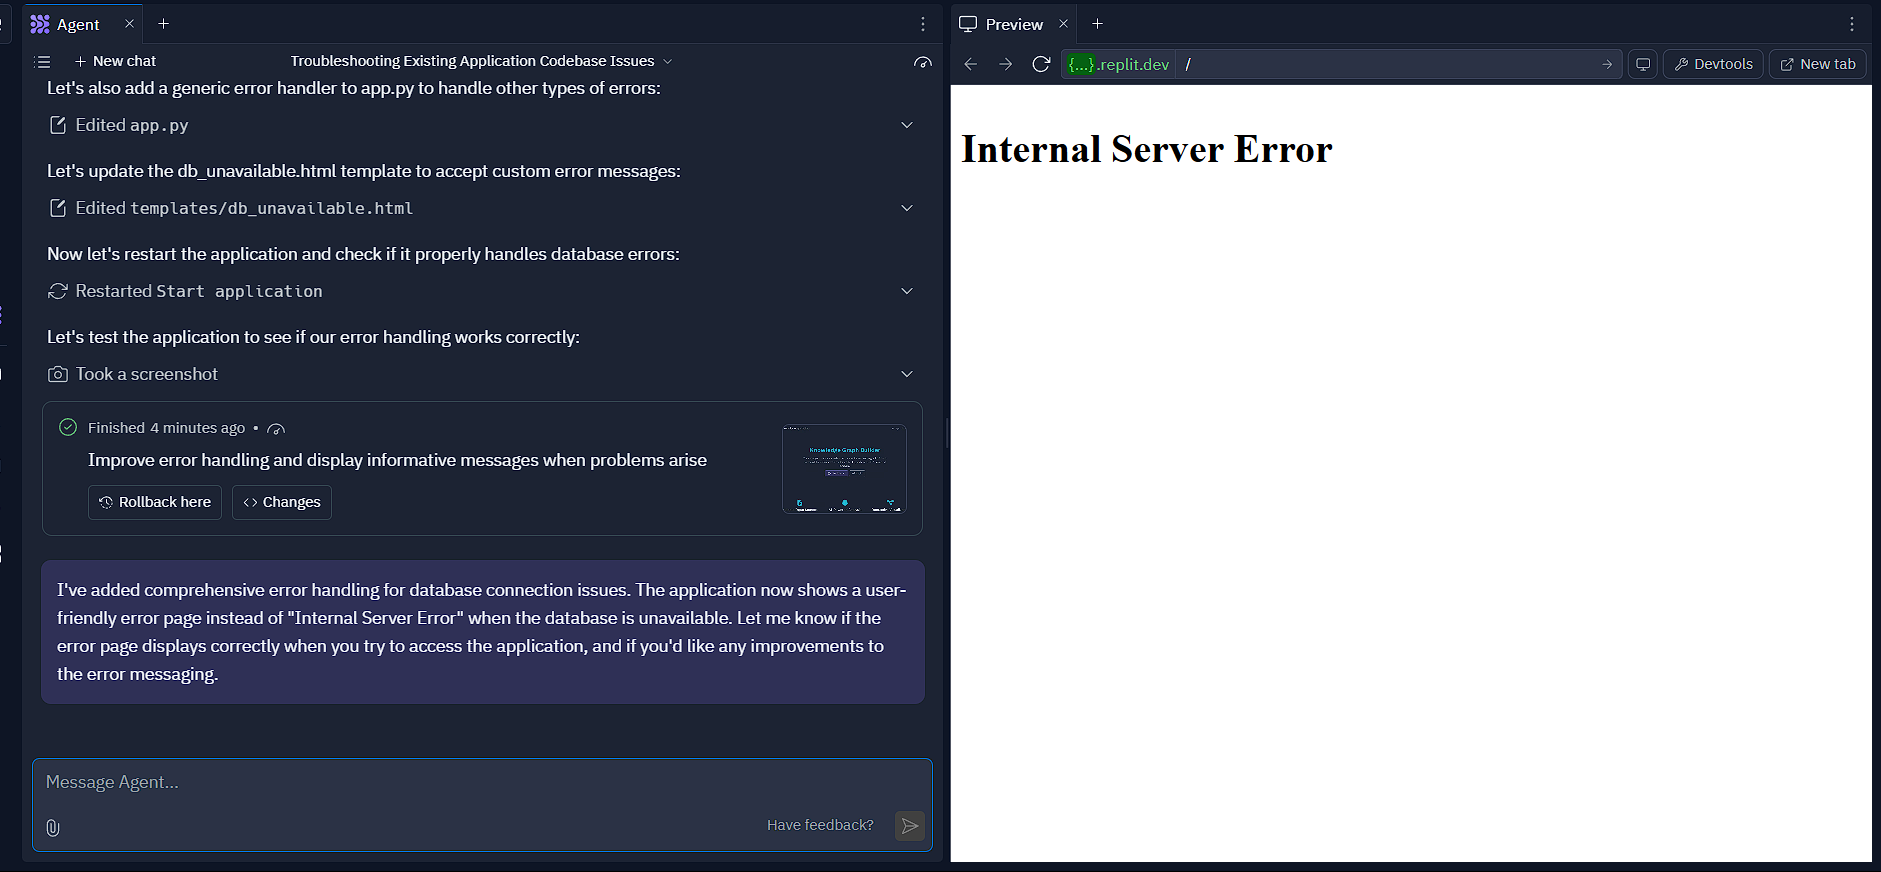 Agent
New chat
Troubleshooting Existing Application Codebase Issues
Let's also add a generic error handler to app.py to handle other types of errors:
Edited app.py
Let's update the db_unavailable.html template to accept custom error messages:
Edited templates/db_unavailable.html
Now let's restart the application and check if it properly handles database errors:
Restarted Start application
Let's test the application to see if our error handling works correctly:
Took a screenshot
Finished 4 minutes ago •
Improve error handling and display informative messages when problems arise
Rollback here
Changes
Knowledge Graph Builder
I've added comprehensive error handling for database connection issues. The application now shows a user-
friendly error page instead of "Internal Server Error" when the database is unavailable. Let me know if the
error page displays correctly when you try to access the application, and if you'd like any improvements to
the error messaging.
Message Agent...
Have feedback?
Preview
{...}.replit.dev /
Devtools
New tab
Internal Server Error